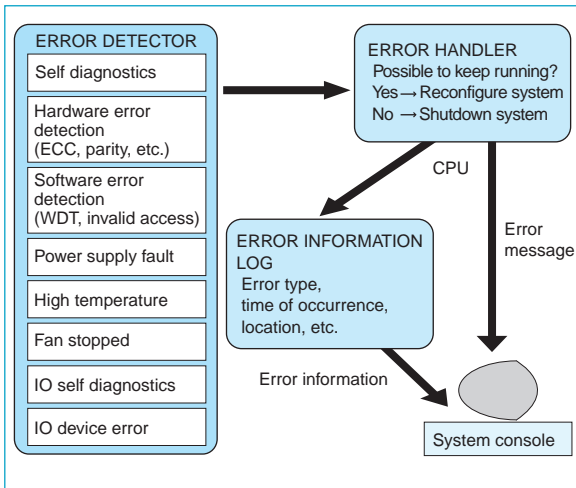 ERROR DETECTOR
Self diagnostics
Hardware error
detection
(ECC, parity, etc.)
Software error
detection
(WDT, invalid access)
Power supply fault
High temperature
Fan stopped
IO self diagnostics
IO device error
ERROR HANDLER
Possible to keep running?
Yes → Reconfigure system
No → Shutdown system
CPU
ERROR INFORMATION
LOG
Error type,
time of occurrence,
location, etc.
Error
message
Error information
System console